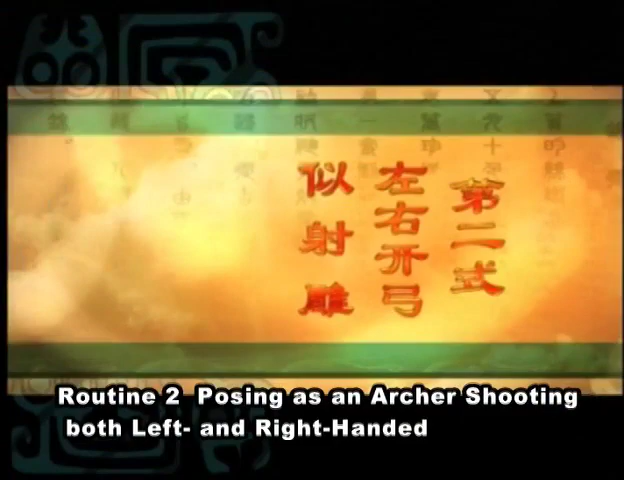 第二式
左右开弓
似射雕
Routine 2 Posing as an Archer Shooting
both Left- and Right-Handed